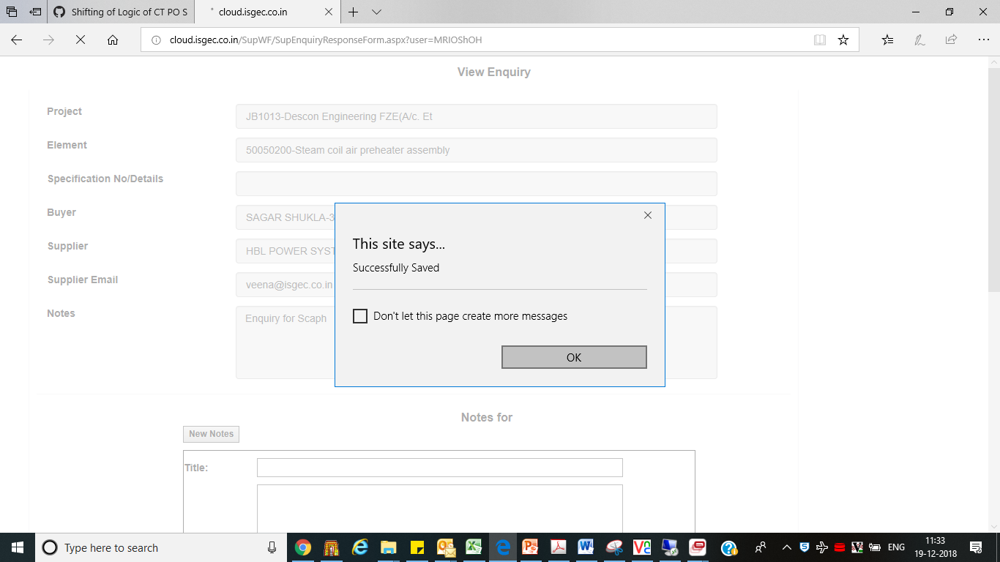 Shifting of Logic of CT PO S
cloud.isgec.co.in
cloud.isgec.co.in/SupWF/SupEnquiryResponseForm.aspx?user=MRIOShOH
View Enquiry
Project
JB1013-Descon Engineering FZE(A/c. Et
Element
50050200-Steam coil air preheater assembly
Specification No/Details
Buyer
SAGAR SHUKLA-3
Supplier
HBL POWER SYST
Supplier Email
veena@isgec.co.in
Notes
Enquiry for Scaph
This site says...
Successfully Saved
Don't let this page create more messages
OK
Notes for
New Notes
Title:
Type here to search
ENG
11:33
19-12-2018